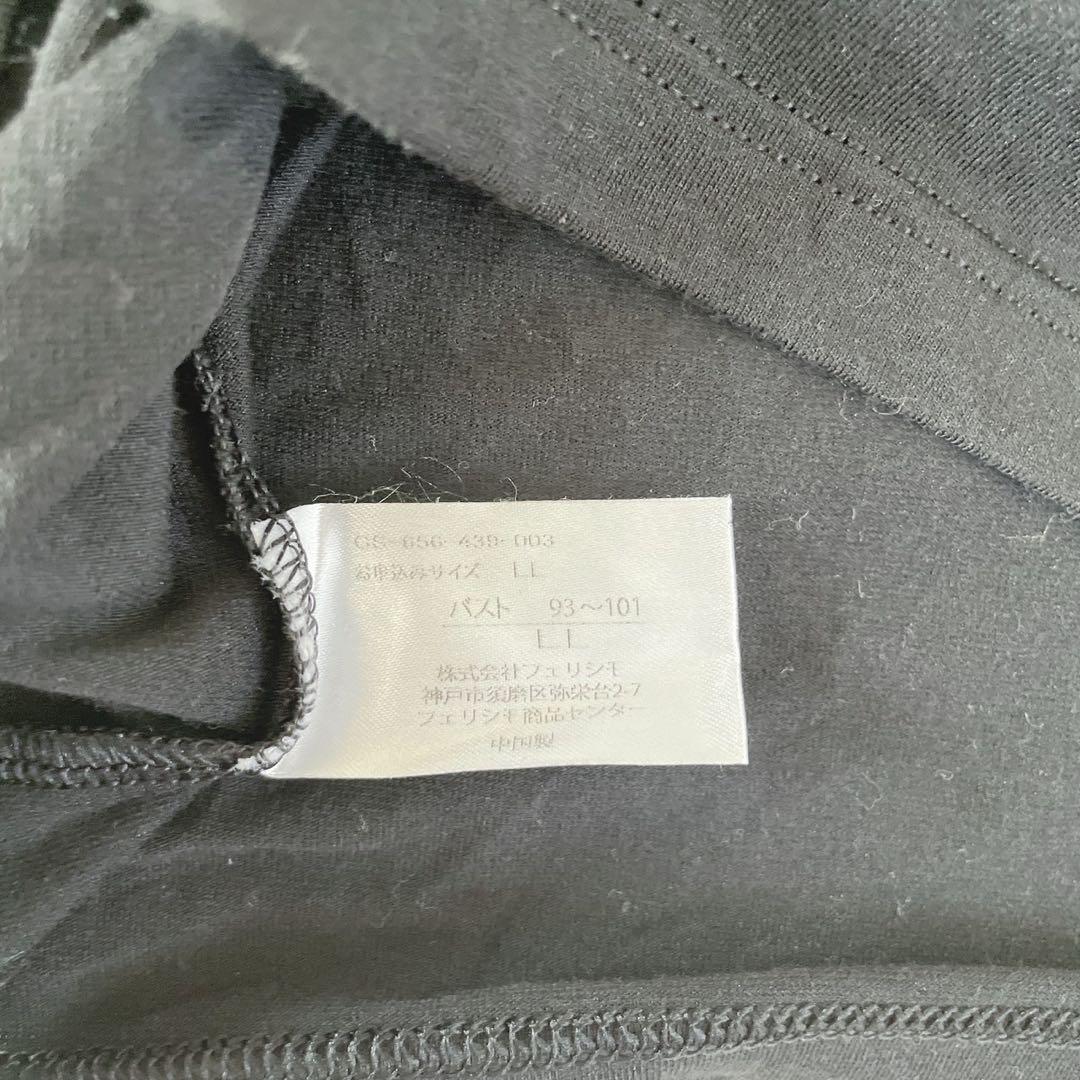 GS-656-439-003
お申込みサイズ LL
バスト 93～101
LL
株式会社フェリシモ
神戸市須磨区弥栄台2-7
フェリシモ商品センター
中国製